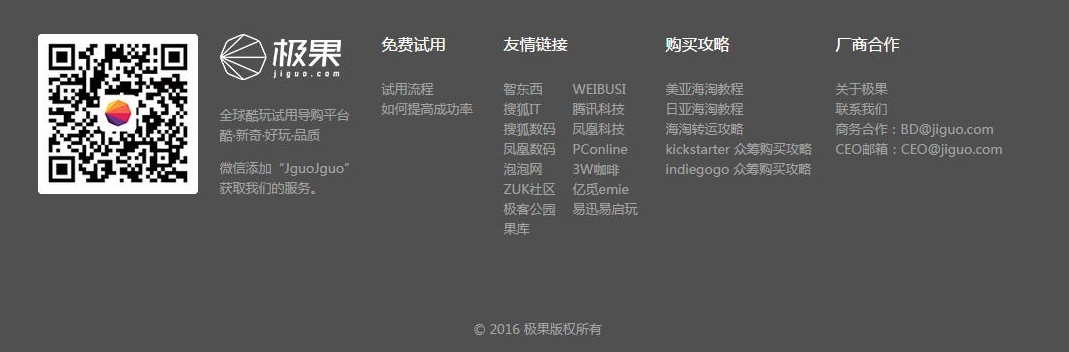 极果
jiguo.com
全球酷玩试用导购平台
酷·新奇·好玩·品质
微信添加“JguoJguo”
获取我们的服务。
免费试用
试用流程
如何提高成功率
友情链接
智东西 WEIBUSI
搜狐IT 腾讯科技
搜狐数码 凤凰科技
凤凰数码 PConline
泡泡网 3W咖啡
ZUK社区 亿觅emie
极客公园 易迅易启玩
果库
购买攻略
美亚海淘教程
日亚海淘教程
海淘转运攻略
kickstarter 众筹购买攻略
indiegogo 众筹购买攻略
厂商合作
关于极果
联系我们
商务合作：BD@jiguo.com
CEO邮箱：CEO@jiguo.com
© 2016 极果版权所有